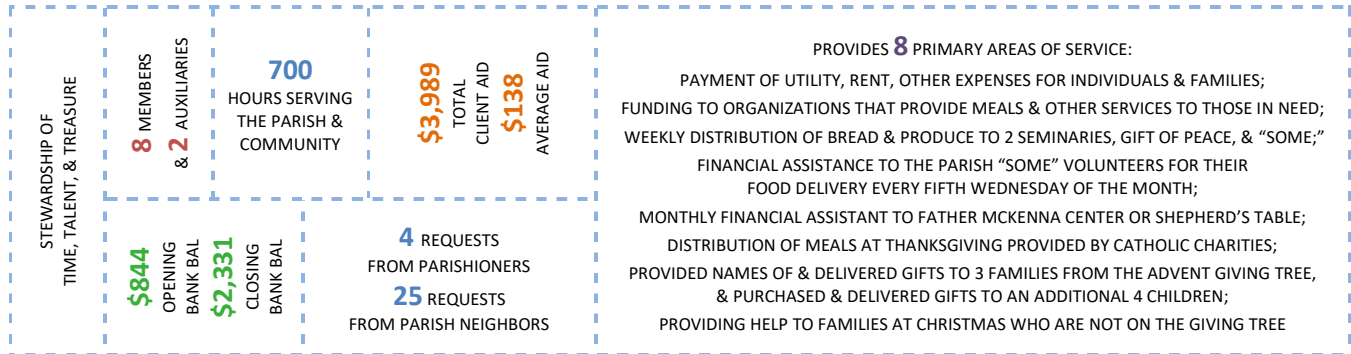 STEWARDSHIP OF
TIME, TALENT, & TREASURE
8 MEMBERS
& 2 AUXILIARIES
700
HOURS SERVING
THE PARISH &
COMMUNITY
$3,989
TOTAL
CLIENT AID
$138
AVERAGE AID
$844
OPENING
BANK BAL
$2,331
CLOSING
BANK BAL
4 REQUESTS
FROM PARISHIONERS
25 REQUESTS
FROM PARISH NEIGHBORS
PROVIDES 8 PRIMARY AREAS OF SERVICE:
PAYMENT OF UTILITY, RENT, OTHER EXPENSES FOR INDIVIDUALS & FAMILIES;
FUNDING TO ORGANIZATIONS THAT PROVIDE MEALS & OTHER SERVICES TO THOSE IN NEED;
WEEKLY DISTRIBUTION OF BREAD & PRODUCE TO 2 SEMINARIES, GIFT OF PEACE, & “SOME;”
FINANCIAL ASSISTANCE TO THE PARISH “SOME” VOLUNTEERS FOR THEIR
FOOD DELIVERY EVERY FIFTH WEDNESDAY OF THE MONTH;
MONTHLY FINANCIAL ASSISTANT TO FATHER MCKENNA CENTER OR SHEPHERD’S TABLE;
DISTRIBUTION OF MEALS AT THANKSGIVING PROVIDED BY CATHOLIC CHARITIES;
PROVIDED NAMES OF & DELIVERED GIFTS TO 3 FAMILIES FROM THE ADVENT GIVING TREE,
& PURCHASED & DELIVERED GIFTS TO AN ADDITIONAL 4 CHILDREN;
PROVIDING HELP TO FAMILIES AT CHRISTMAS WHO ARE NOT ON THE GIVING TREE